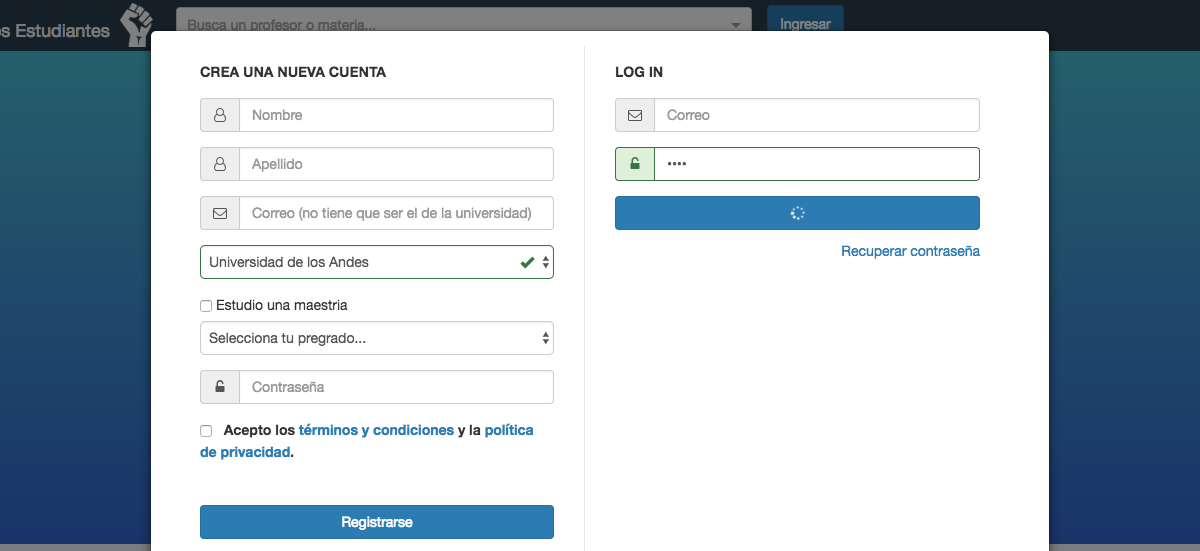 s Estudiantes
Busca un profesor o materia...
Ingresar
CREA UNA NUEVA CUENTA
Nombre
Apellido
Correo (no tiene que ser el de la universidad)
Universidad de los Andes
Estudio una maestria
Selecciona tu pregrado...
Contraseña
Acepto los términos y condiciones y la política
de privacidad.
Registrarse
LOG IN
Correo
••••
Recuperar contraseña